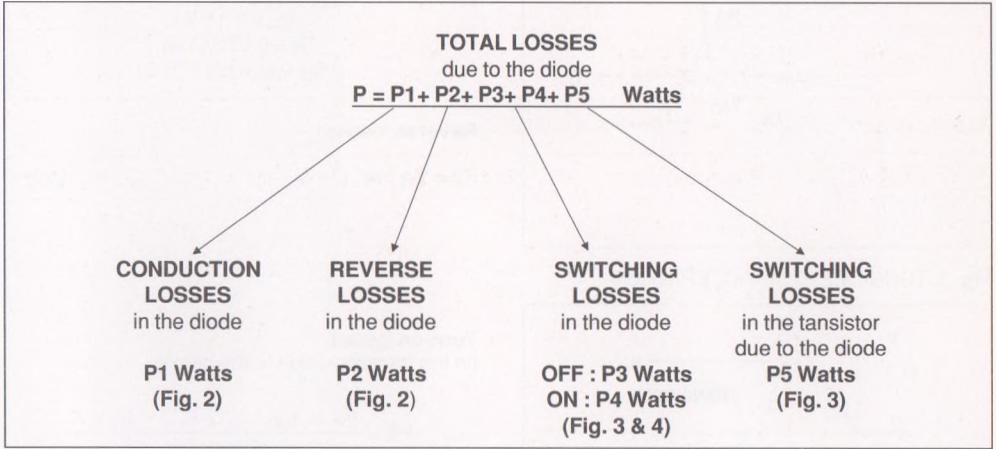 TOTAL LOSSES
due to the diode
P = P1+ P2+ P3+ P4+ P5 Watts
CONDUCTION
LOSSES
in the diode
P1 Watts
(Fig. 2)
REVERSE
LOSSES
in the diode
P2 Watts
(Fig. 2)
SWITCHING
LOSSES
in the diode
OFF : P3 Watts
ON : P4 Watts
(Fig. 3 & 4)
SWITCHING
LOSSES
in the tansistor
due to the diode
P5 Watts
(Fig. 3)